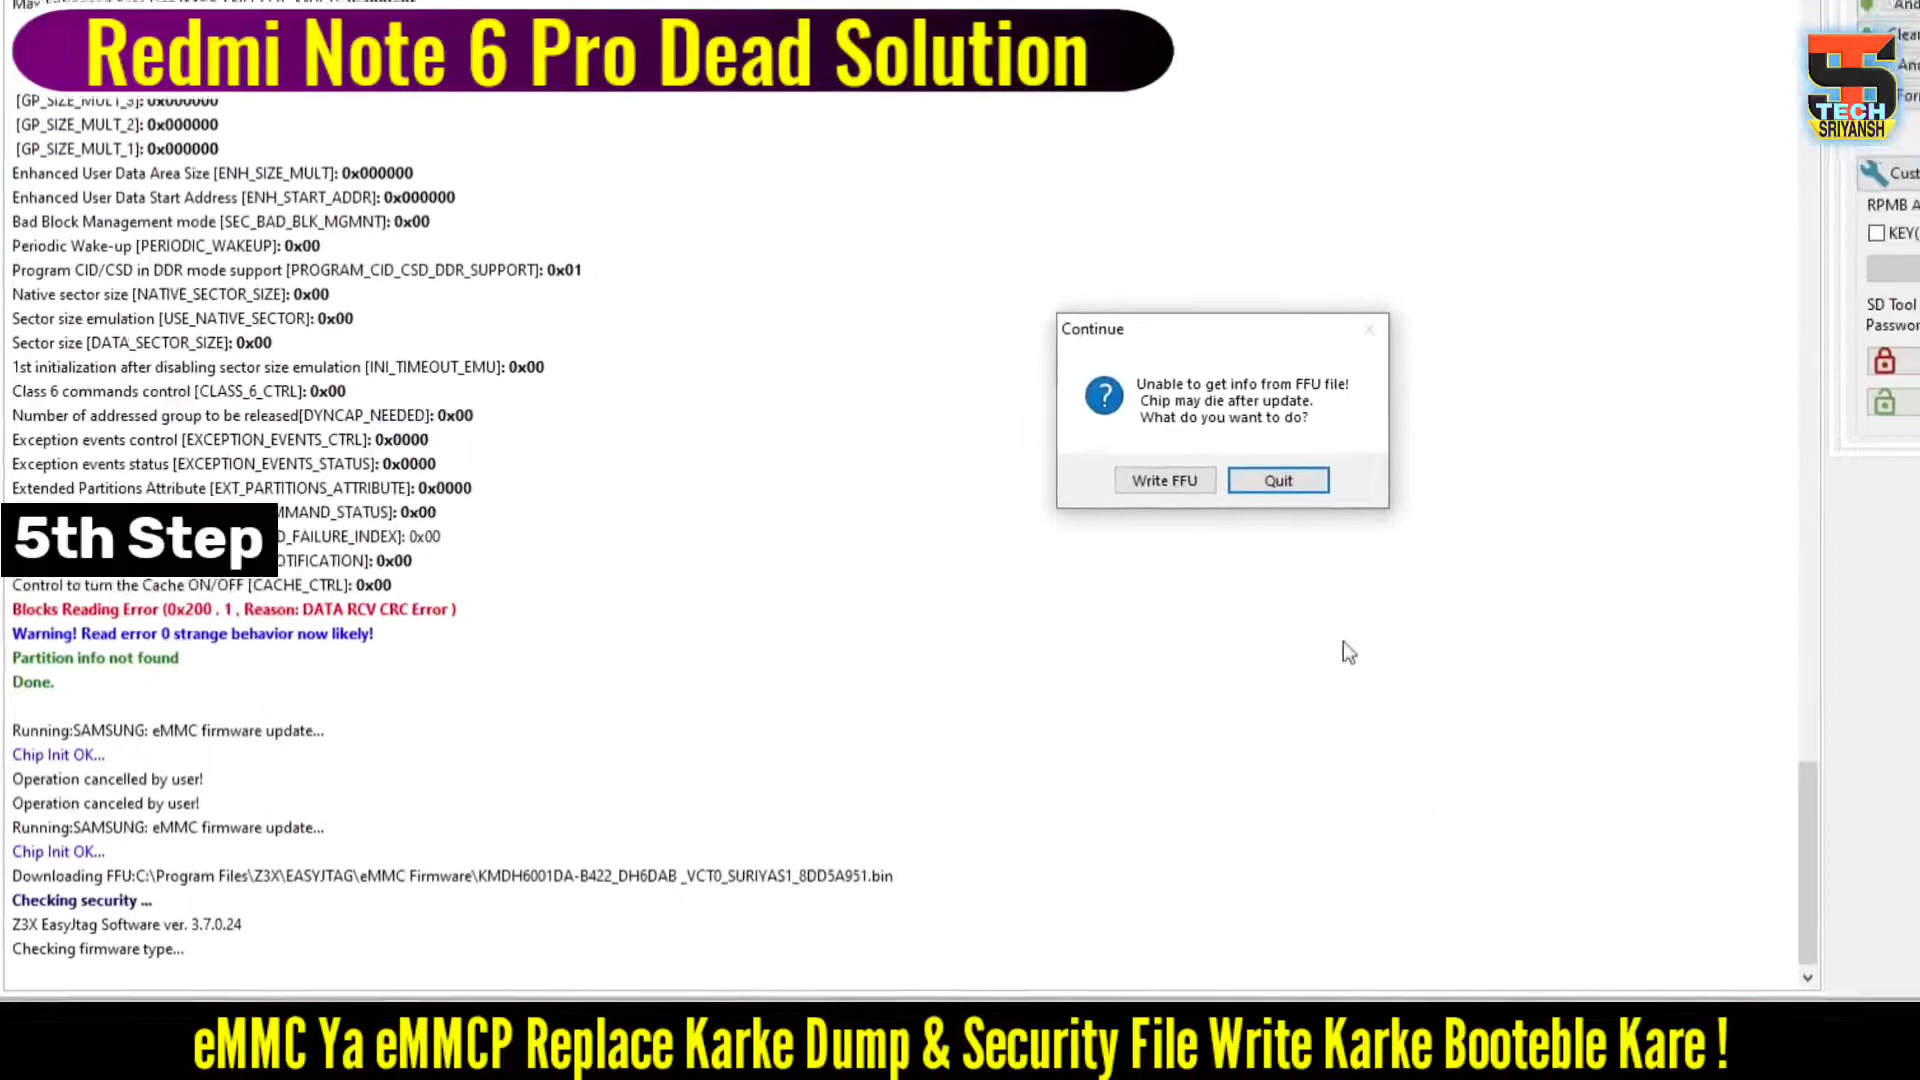 Redmi Note 6 Pro Dead Solution
TECH
SRIYANSH
[GP_SIZE_MULT_3]: 0x000000
[GP_SIZE_MULT_2]: 0x000000
[GP_SIZE_MULT_1]: 0x000000
Enhanced User Data Area Size [ENH_SIZE_MULT]: 0x000000
Enhanced User Data Start Address [ENH_START_ADDR]: 0x000000
Bad Block Management mode [SEC_BAD_BLK_MGMNT]: 0x00
Periodic Wake-up [PERIODIC_WAKEUP]: 0x00
Program CID/CSD in DDR mode support [PROGRAM_CID_CSD_DDR_SUPPORT]: 0x01
Native sector size [NATIVE_SECTOR_SIZE]: 0x00
Sector size emulation [USE_NATIVE_SECTOR]: 0x00
Sector size [DATA_SECTOR_SIZE]: 0x00
1st initialization after disabling sector size emulation [INI_TIMEOUT_EMU]: 0x00
Class 6 commands control [CLASS_6_CTRL]: 0x00
Number of addressed group to be released[DYNCAP_NEEDED]: 0x00
Exception events control [EXCEPTION_EVENTS_CTRL]: 0x0000
Exception events status [EXCEPTION_EVENTS_STATUS]: 0x0000
Extended Partitions Attribute [EXT_PARTITIONS_ATTRIBUTE]: 0x0000
MMAND_STATUS]: 0x00
5th Step
D_FAILURE_INDEX]: 0x00
OTIFICATION]: 0x00
Control to turn the Cache ON/OFF [CACHE_CTRL]: 0x00
Blocks Reading Error (0x200 , 1 , Reason: DATA RCV CRC Error )
Warning! Read error 0 strange behavior now likely!
Partition info not found
Done.
Running:SAMSUNG: eMMC firmware update...
Chip Init OK...
Operation cancelled by user!
Operation canceled by user!
Running:SAMSUNG: eMMC firmware update...
Chip Init OK...
Downloading FFU:C:\Program Files\Z3X\EASYJTAG\eMMC Firmware\KMDH6001DA-B422_DH6DAB _VCT0_SURIYAS1_8DD5A951.bin
Checking security ...
Z3X EasyJtag Software ver. 3.7.0.24
Checking firmware type...
Continue
Unable to get info from FFU file!
Chip may die after update.
What do you want to do?
Write FFU
Quit
And
Clear
And
For
Cust
RPMB A
KEY(
SD Tool
Passwor
eMMC Ya eMMCP Replace Karke Dump & Security File Write Karke Booteble Kare !